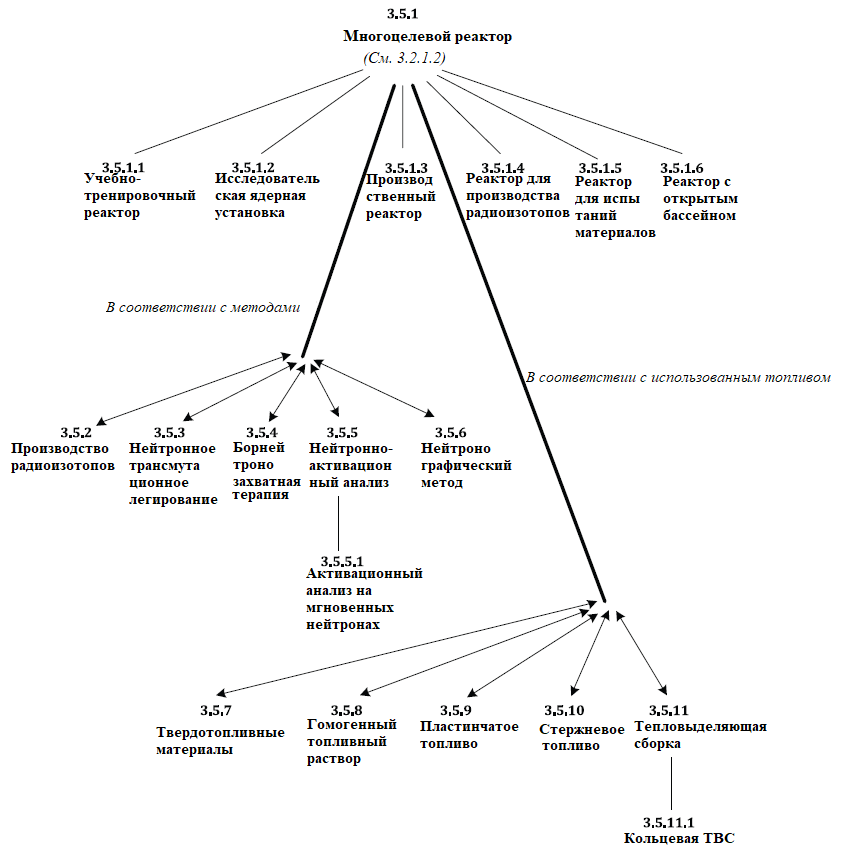 3.5.1
Многоцелевой реактор
(См. 3.2.1.2)
3.5.1.1
Учебно-
тренировочный
реактор
3.5.1.2
Исследователь
ская ядерная
установка
3.5.1.3
Производ
ственный
реактор
3.5.1.4
Реактор для
производства
радиоизотопов
3.5.1.5
Реактор
для испы
таний
материалов
3.5.1.6
Реактор с
открытым
бассейном
В соответствии с методами
В соответствии с использованным топливом
3.5.2
Производство
радиоизотопов
3.5.3
Нейтронное
трансмута
ционное
легирование
3.5.4
Борней
троно
захватная
терапия
3.5.5
Нейтронно-
активацион
ный анализ
3.5.6
Нейтроно
графический
метод
3.5.5.1
Активационный
анализ на
мгновенных
нейтронах
3.5.7
Твердотопливные
материалы
3.5.8
Гомогенный
топливный
раствор
3.5.9
Пластинчатое
топливо
3.5.10
Стержневое
топливо
3.5.11
Тепловыделяющая
сборка
3.5.11.1
Кольцевая ТВС